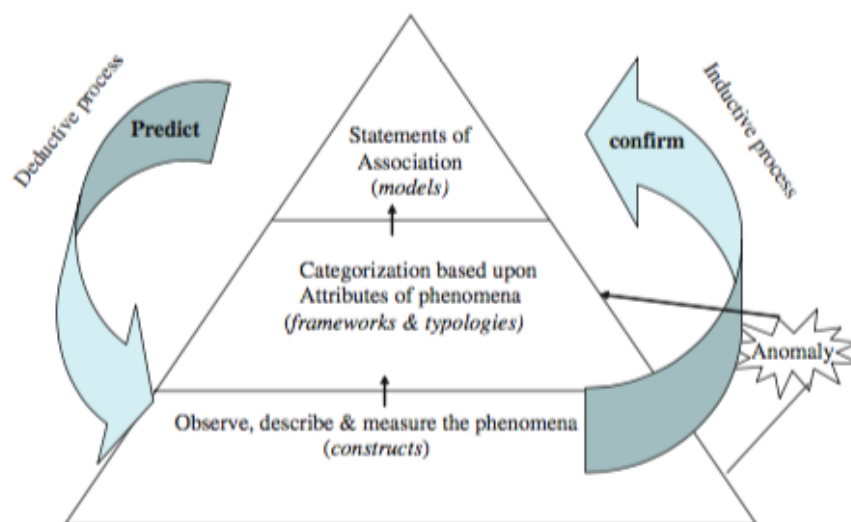 Deductive process
Predict
Inductive process
confirm
Statements of
Association
(models)
Categorization based upon
Attributes of phenomena
(frameworks & typologies)
Anomaly
Observe, describe & measure the phenomena
(constructs)